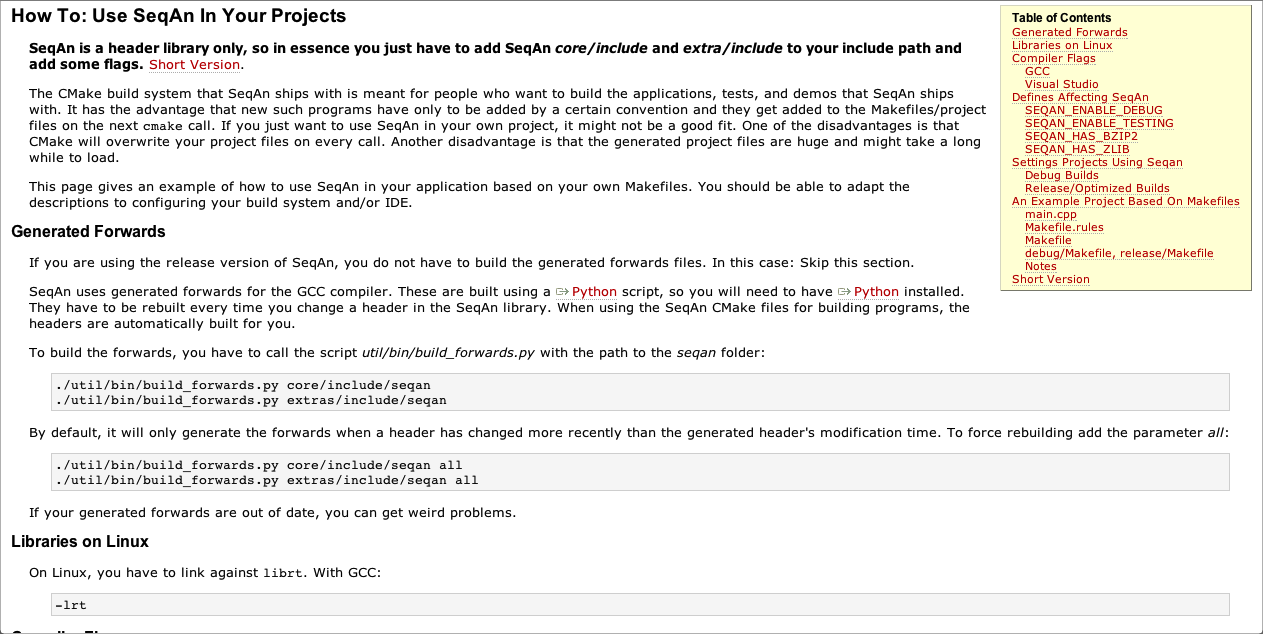 How To: Use SeqAn In Your Projects
SeqAn is a header library only, so in essence you just have to add SeqAn core/include and extra/include to your include path and
add some flags. Short Version.
The CMake build system that SeqAn ships with is meant for people who want to build the applications, tests, and demos that SeqAn ships
with. It has the advantage that new such programs have only to be added by a certain convention and they get added to the Makefiles/project
files on the next cmake call. If you just want to use SeqAn in your own project, it might not be a good fit. One of the disadvantages is that
CMake will overwrite your project files on every call. Another disadvantage is that the generated project files are huge and might take a long
while to load.
This page gives an example of how to use SeqAn in your application based on your own Makefiles. You should be able to adapt the
descriptions to configuring your build system and/or IDE.
Table of Contents
Generated Forwards
Libraries on Linux
Compiler Flags
GCC
Visual Studio
Defines Affecting SeqAn
SEQAN_ENABLE_DEBUG
SEQAN_ENABLE_TESTING
SEQAN_HAS_BZIP2
SEQAN_HAS_ZLIB
Settings Projects Using Seqan
Debug Builds
Release/Optimized Builds
An Example Project Based On Makefiles
main.cpp
Makefile.rules
Makefile
debug/Makefile, release/Makefile
Notes
Short Version
Generated Forwards
If you are using the release version of SeqAn, you do not have to build the generated forwards files. In this case: Skip this section.
SeqAn uses generated forwards for the GCC compiler. These are built using a Python script, so you will need to have Python installed.
They have to be rebuilt every time you change a header in the SeqAn library. When using the SeqAn CMake files for building programs, the
headers are automatically built for you.
To build the forwards, you have to call the script util/bin/build_forwards.py with the path to the seqan folder:
./util/bin/build_forwards.py core/include/seqan
./util/bin/build_forwards.py extras/include/seqan
By default, it will only generate the forwards when a header has changed more recently than the generated header's modification time. To force rebuilding add the parameter all:
./util/bin/build_forwards.py core/include/seqan all
./util/bin/build_forwards.py extras/include/seqan all
If your generated forwards are out of date, you can get weird problems.
Libraries on Linux
On Linux, you have to link against librt. With GCC:
-lrt